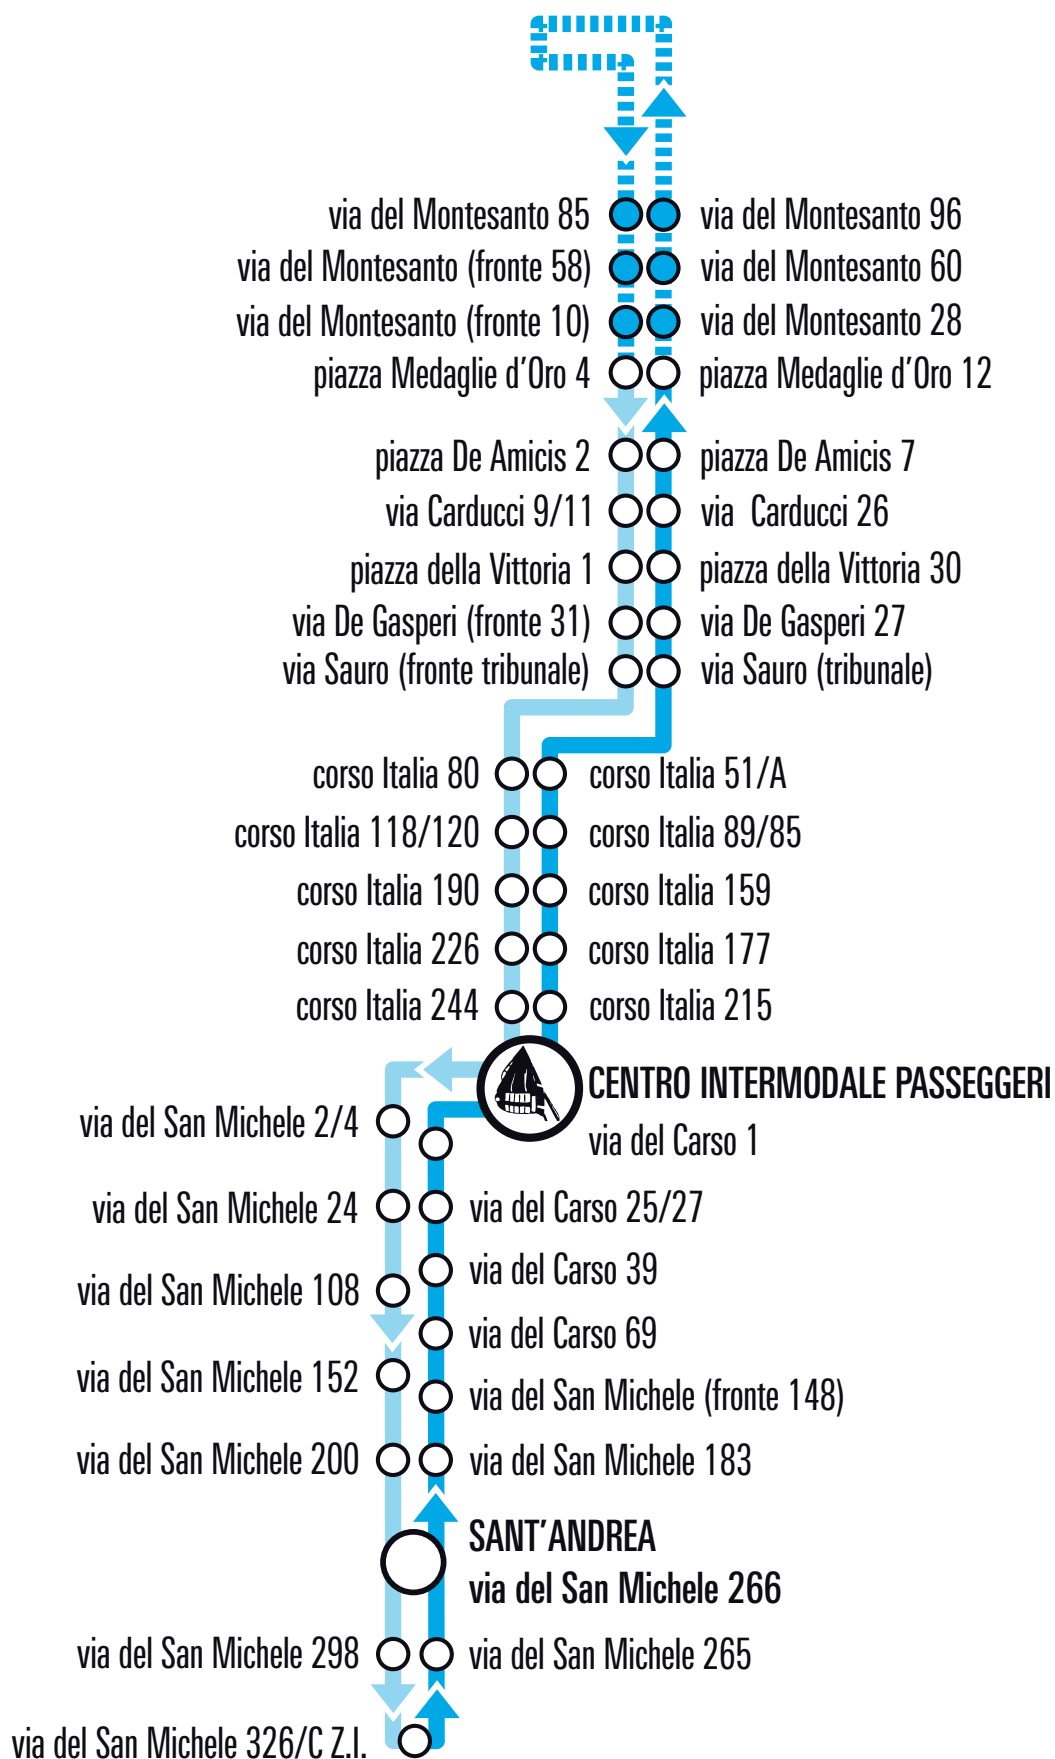 via del Montesanto 85
via del Montesanto 96
via del Montesanto (fronte 58)
via del Montesanto 60
via del Montesanto (fronte 10)
via del Montesanto 28
piazza Medaglie d'Oro 4
piazza Medaglie d'Oro 12
piazza De Amicis 2
piazza De Amicis 7
via Carducci 9/11
via Carducci 26
piazza della Vittoria 1
piazza della Vittoria 30
via De Gasperi (fronte 31)
via De Gasperi 27
via Sauro (fronte tribunale)
via Sauro (tribunale)
corso Italia 80
corso Italia 51/A
corso Italia 118/120
corso Italia 89/85
corso Italia 190
corso Italia 159
corso Italia 226
corso Italia 177
corso Italia 244
corso Italia 215
CENTRO INTERMODALE PASSEGGERI
via del San Michele 2/4
via del Carso 1
via del San Michele 24
via del Carso 25/27
via del Carso 39
via del San Michele 108
via del Carso 69
via del San Michele 152
via del San Michele (fronte 148)
via del San Michele 200
via del San Michele 183
SANT'ANDREA
via del San Michele 266
via del San Michele 298
via del San Michele 265
via del San Michele 326/C Z.I.